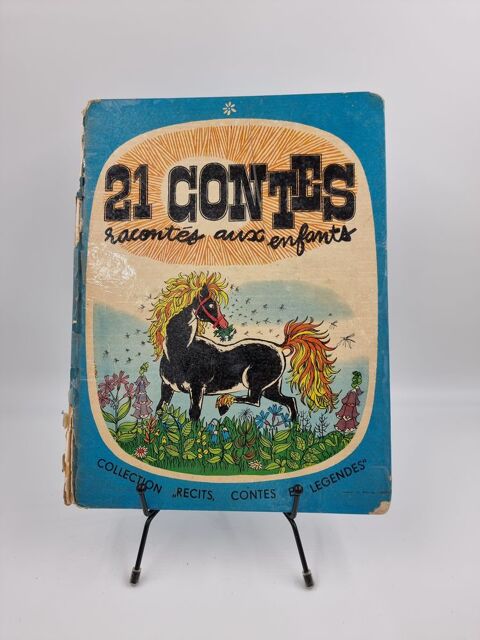 21 CONTES
racontés aux enfants
COLLECTION „RECITS, CONTES ET LEGENDES"